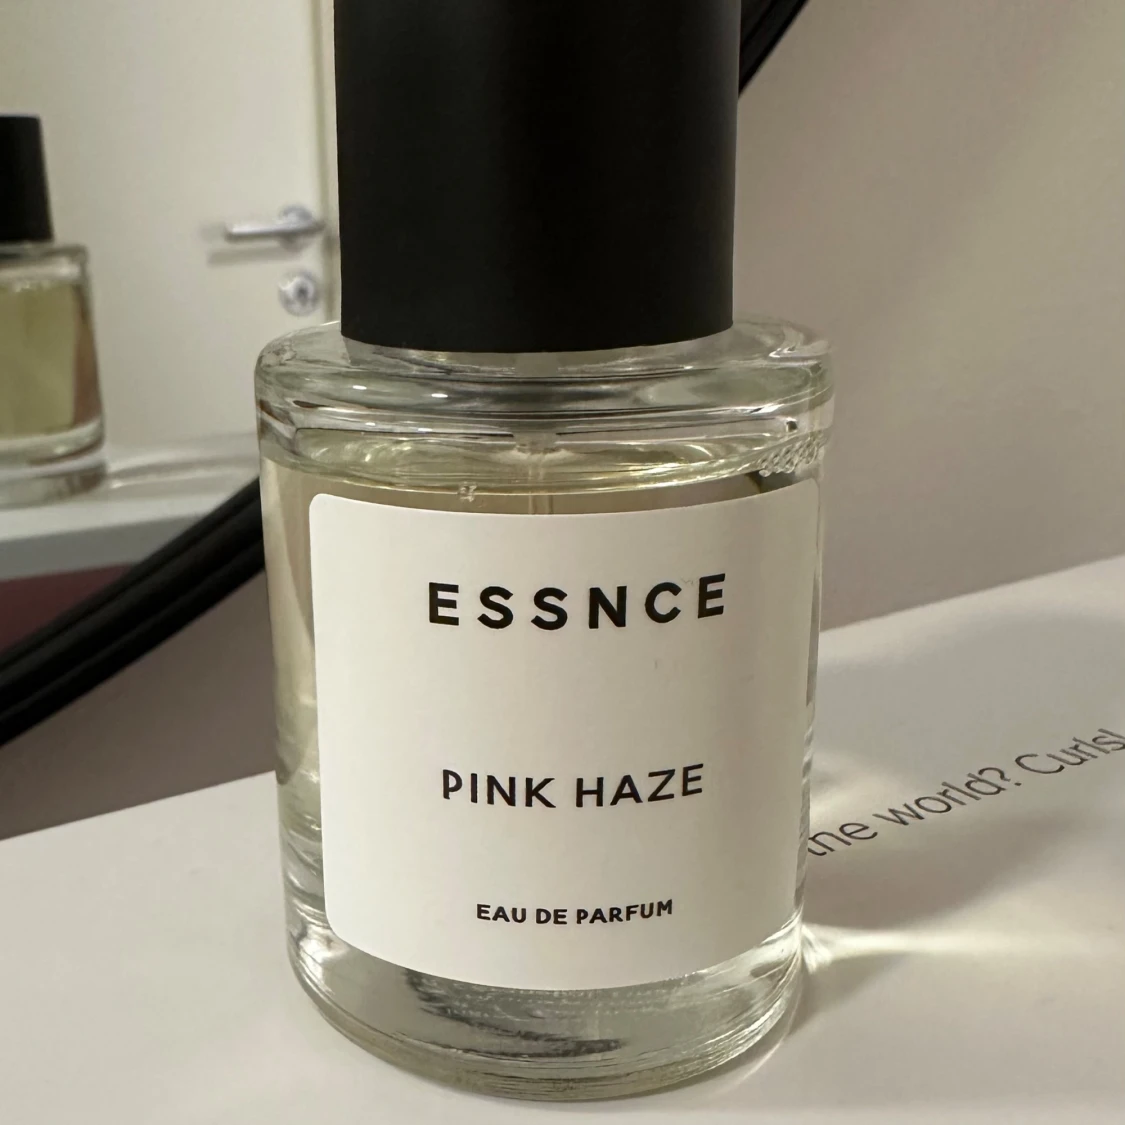 ESSNCE
PINK HAZE
EAU DE PARFUM
the world? Curls!